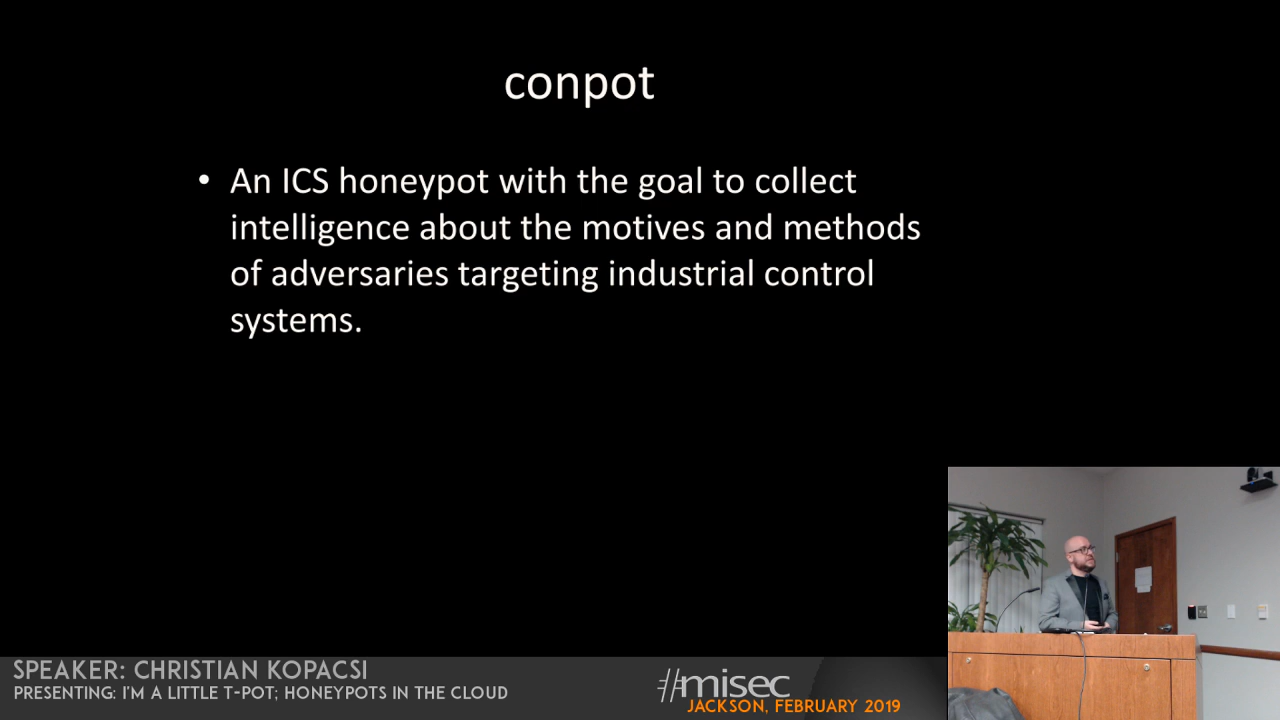 conpot
• An ICS honeypot with the goal to collect
intelligence about the motives and methods
of adversaries targeting industrial control
systems.
SPEAKER: CHRISTIAN KOPACSI
PRESENTING: I'M A LITTLE T-POT; HONEYPOTS IN THE CLOUD
#misec
JACKSON, FEBRUARY 2019